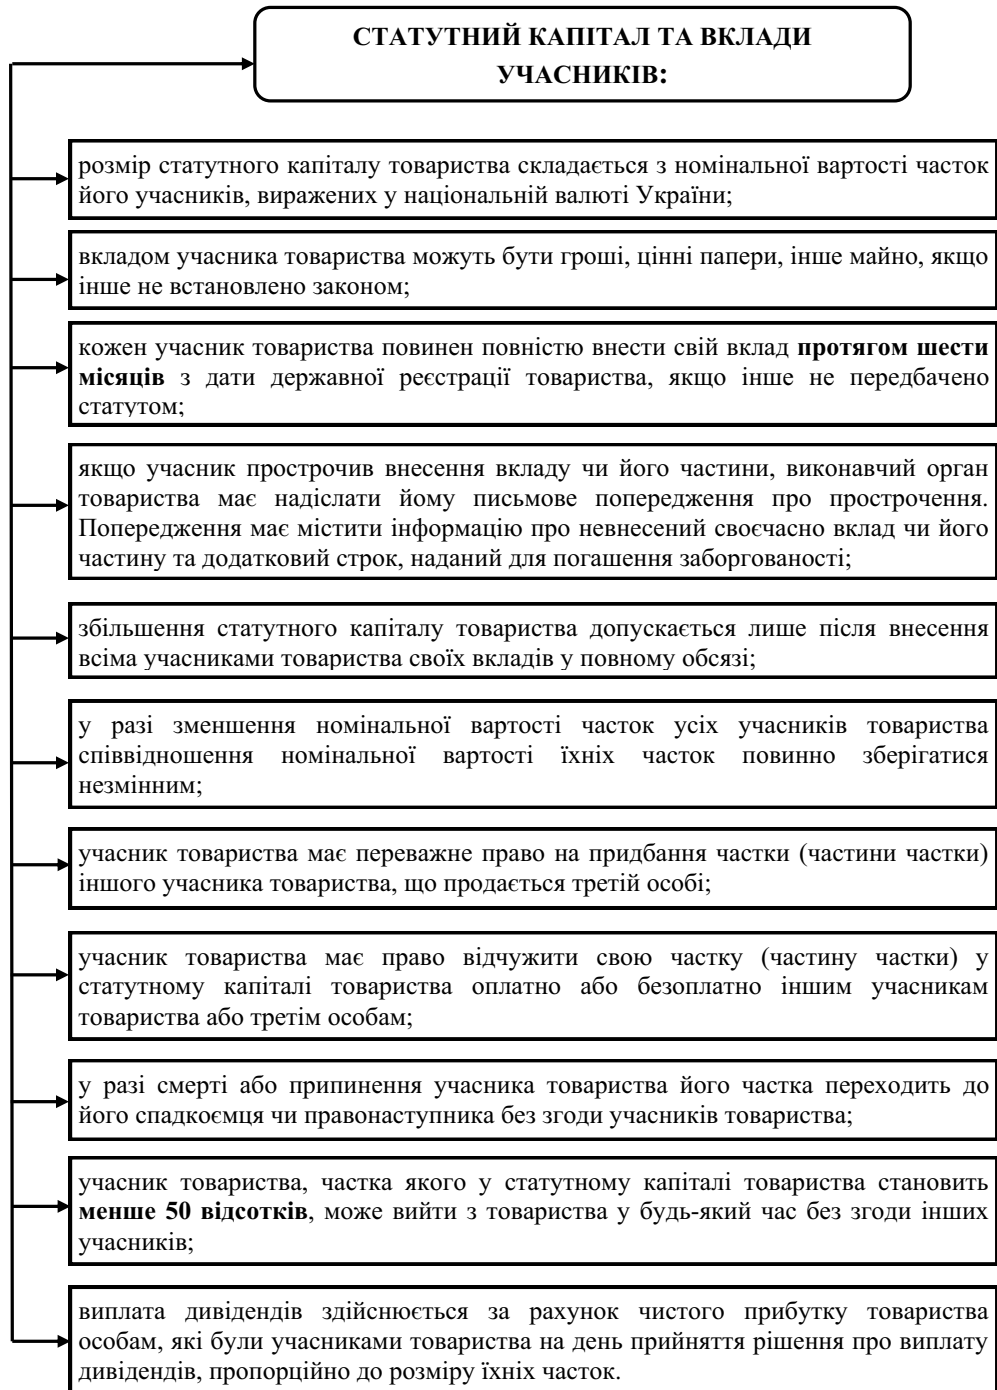 СТАТУТНИЙ КАПІТАЛ ТА ВКЛАДИ
УЧАСНИКІВ:
розмір статутного капіталу товариства складається з номінальної вартості часток
його учасників, виражених у національній валюті України;
вкладом учасника товариства можуть бути гроші, цінні папери, інше майно, якщо
інше не встановлено законом;
кожен учасник товариства повинен повністю внести свій вклад протягом шести
місяців з дати державної реєстрації товариства, якщо інше не передбачено
статутом;
якщо учасник прострочив внесення вкладу чи його частини, виконавчий орган
товариства має надіслати йому письмове попередження про прострочення.
Попередження має містити інформацію про невнесений своєчасно вклад чи його
частину та додатковий строк, наданий для погашення заборгованості;
збільшення статутного капіталу товариства допускається лише після внесення
всіма учасниками товариства своїх вкладів у повному обсязі;
у разі зменшення номінальної вартості часток усіх учасників товариства
співвідношення номінальної вартості їхніх часток повинно зберігатися
незмінним;
учасник товариства має переважне право на придбання частки (частини частки)
іншого учасника товариства, що продається третій особі;
учасник товариства має право відчужити свою частку (частину частки) у
статутному капіталі товариства оплатно або безоплатно іншим учасникам
товариства або третім особам;
у разі смерті або припинення учасника товариства його частка переходить до
його спадкоємця чи правонаступника без згоди учасників товариства;
учасник товариства, частка якого у статутному капіталі товариства становить
менше 50 відсотків, може вийти з товариства у будь-який час без згоди інших
учасників;
виплата дивідендів здійснюється за рахунок чистого прибутку товариства
особам, які були учасниками товариства на день прийняття рішення про виплату
дивідендів, пропорційно до розміру їхніх часток.